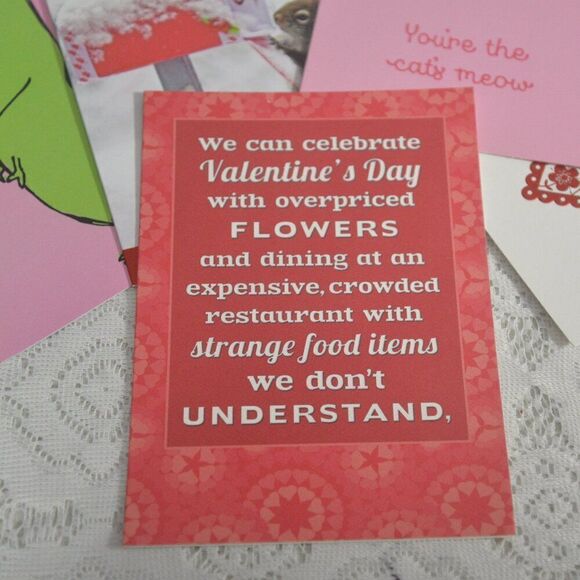 You're the
cat's meow
We can celebrate
Valentine's Day
with overpriced
FLOWERS
and dining at an
expensive, crowded
restaurant with
strange food items
we don't
UNDERSTAND,